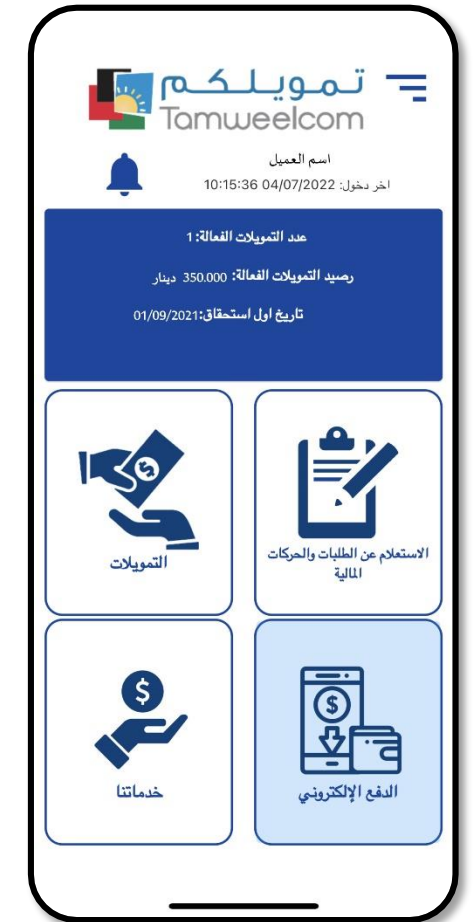 تمويلكم
Tamweelcom
اسم العميل
اخر دخول: 04/07/2022 10:15:36
عدد التمويلات الفعالة: 1
رصيد التمويلات الفعالة: 350.000 دينار
تاريخ اول استحقاق:01/09/2021
الاستعلام عن الطلبات والحركات
المالية
التمويلات
الدفع الإلكتروني
خدماتنا